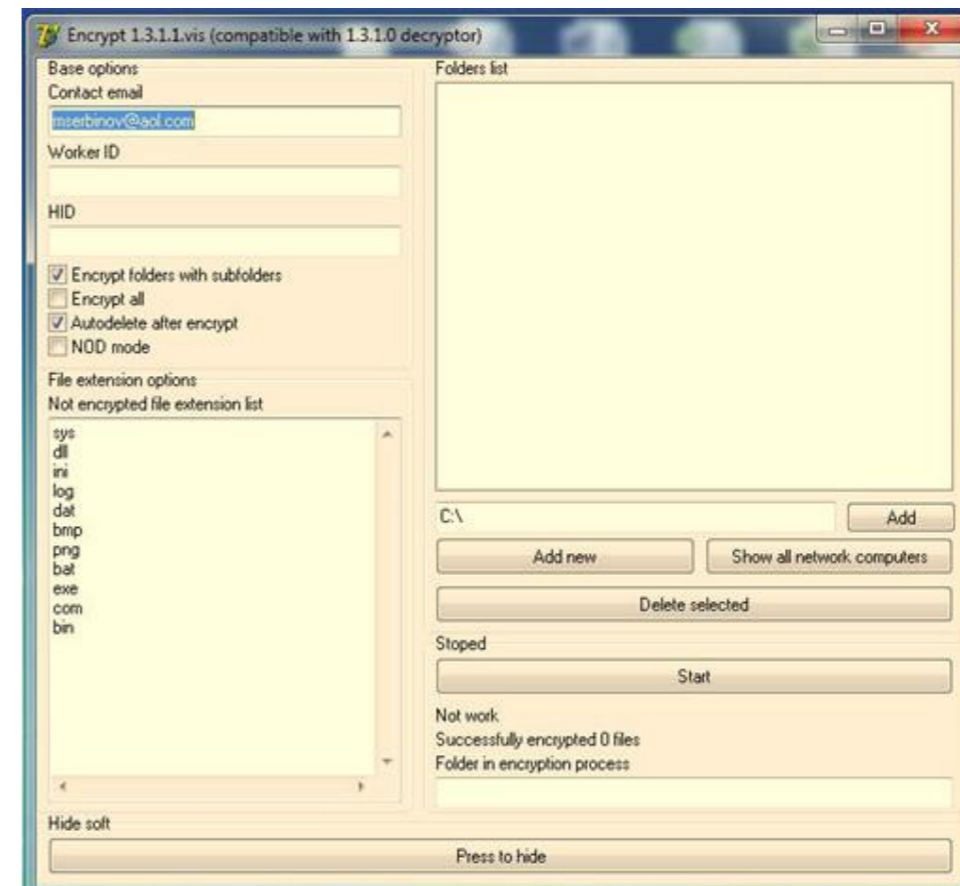 Encrypt 1.3.1.1.vis (compatible with 1.3.1.0 decryptor)
Base options
Contact email
mserbinov@aol.com
Worker ID
HID
Encrypt folders with subfolders
Encrypt all
Autodelete after encrypt
NOD mode
File extension options
Not encrypted file extension list
sys
dll
ini
log
dat
bmp
png
bat
exe
com
bin
Folders list
C:\
Add
Add new
Show all network computers
Delete selected
Stoped
Start
Not work
Successfully encrypted 0 files
Folder in encryption process
Hide soft
Press to hide